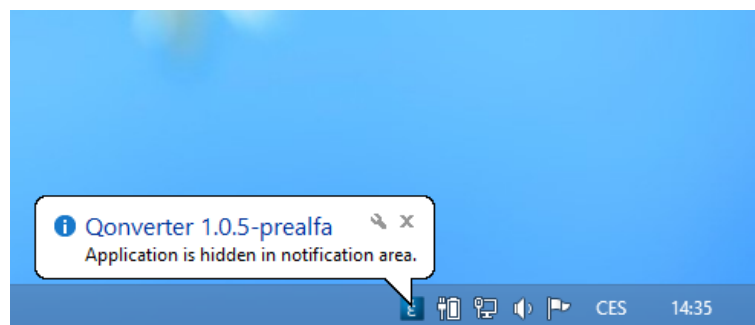 Qonverter 1.0.5-prealfa
Application is hidden in notification area.
CES 14:35